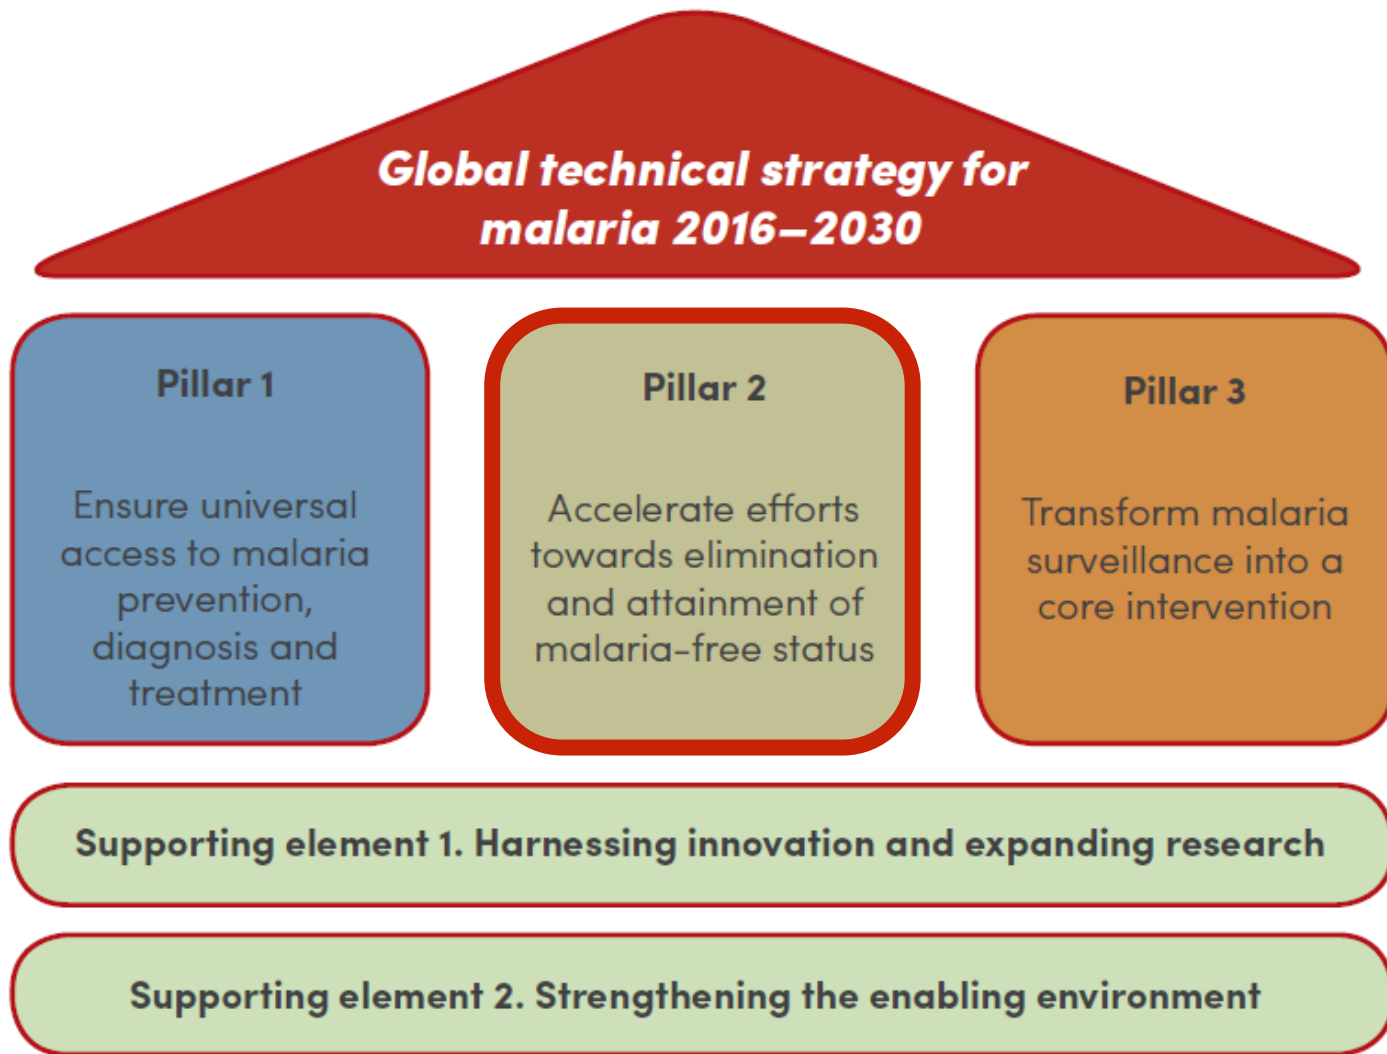 Global technical strategy for
malaria 2016–2030
Pillar 1
Ensure universal
access to malaria
prevention,
diagnosis and
treatment
Pillar 2
Accelerate efforts
towards elimination
and attainment of
malaria-free status
Pillar 3
Transform malaria
surveillance into a
core intervention
Supporting element 1. Harnessing innovation and expanding research
Supporting element 2. Strengthening the enabling environment